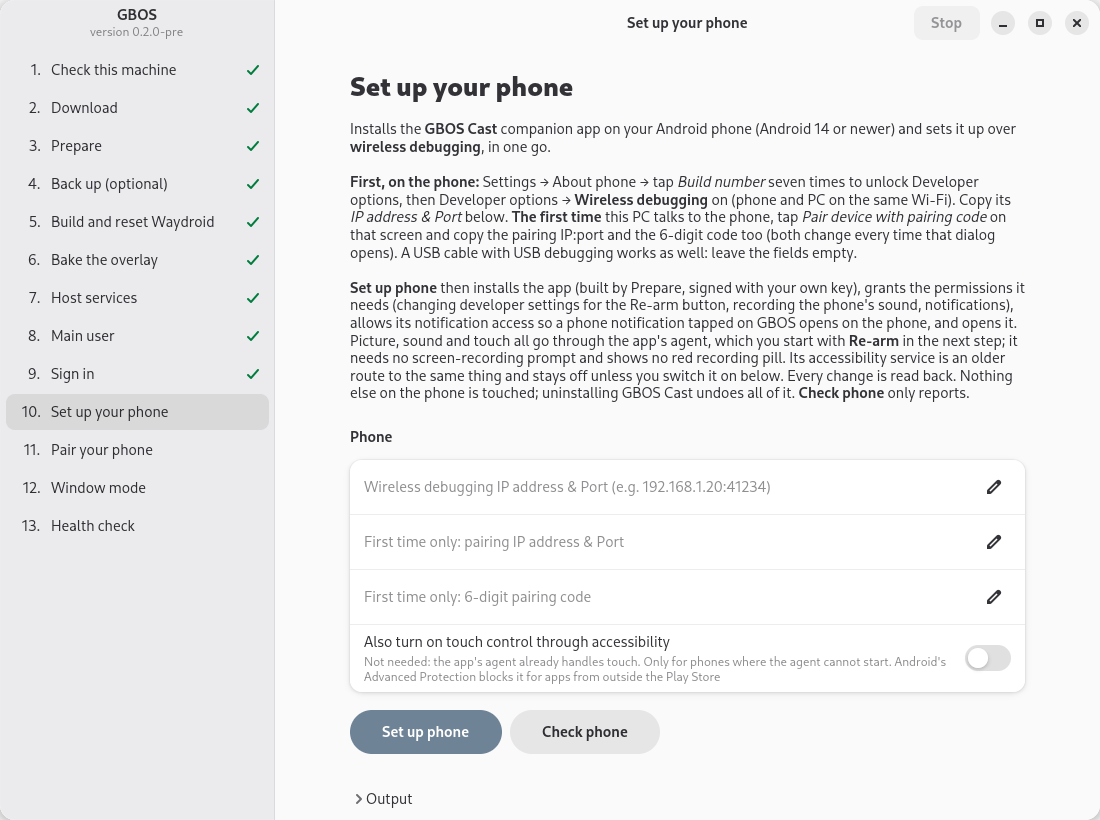 GBOS
version 0.2.0-pre
1. Check this machine
2. Download
3. Prepare
4. Back up (optional)
5. Build and reset Waydroid
6. Bake the overlay
7. Host services
8. Main user
9. Sign in
10. Set up your phone
11. Pair your phone
12. Window mode
13. Health check
Set up your phone
Stop
Set up your phone
Installs the GBOS Cast companion app on your Android phone (Android 14 or newer) and sets it up over
wireless debugging, in one go.
First, on the phone: Settings → About phone → tap Build number seven times to unlock Developer
options, then Developer options → Wireless debugging on (phone and PC on the same Wi-Fi). Copy its
IP address & Port below. The first time this PC talks to the phone, tap Pair device with pairing code on
that screen and copy the pairing IP:port and the 6-digit code too (both change every time that dialog
opens). A USB cable with USB debugging works as well: leave the fields empty.
Set up phone then installs the app (built by Prepare, signed with your own key), grants the permissions it
needs (changing developer settings for the Re-arm button, recording the phone's sound, notifications),
allows its notification access so a phone notification tapped on GBOS opens on the phone, and opens it.
Picture, sound and touch all go through the app's agent, which you start with Re-arm in the next step; it
needs no screen-recording prompt and shows no red recording pill. Its accessibility service is an older
route to the same thing and stays off unless you switch it on below. Every change is read back. Nothing
else on the phone is touched; uninstalling GBOS Cast undoes all of it. Check phone only reports.
Phone
Wireless debugging IP address & Port (e.g. 192.168.1.20:41234)
First time only: pairing IP address & Port
First time only: 6-digit pairing code
Also turn on touch control through accessibility
Not needed: the app's agent already handles touch. Only for phones where the agent cannot start. Android's
Advanced Protection blocks it for apps from outside the Play Store
Set up phone
Check phone
Output